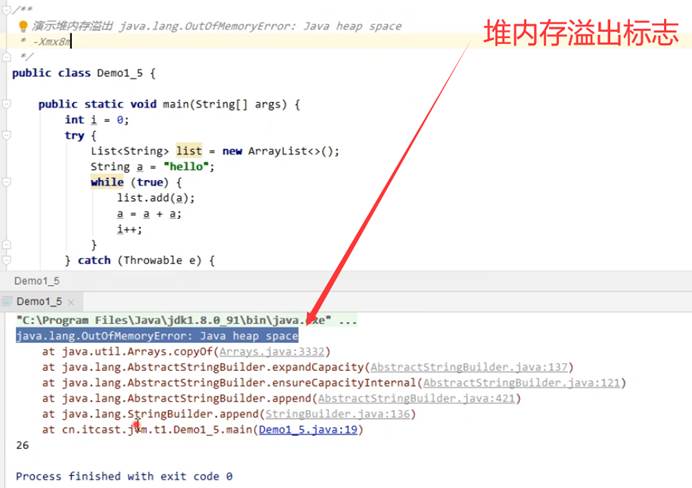 /**
* 演示堆内存溢出 java.lang.OutOfMemoryError: Java heap space
* -Xmx8m
*/
堆内存溢出标志
public class Demo1_5 {
public static void main(String[] args) {
int i = 0;
try {
List<String> list = new ArrayList<>();
String a = "hello";
while (true) {
list.add(a);
a = a + a;
i++;
}
} catch (Throwable e) {
Demo1_5
Demo1_5 ×
"C:\Program Files\Java\jdk1.8.0_91\bin\java.exe" ...
java.lang.OutOfMemoryError: Java heap space
at java.util.Arrays.copyOf(Arrays.java:3332)
at java.lang.AbstractStringBuilder.expandCapacity(AbstractStringBuilder.java:137)
at java.lang.AbstractStringBuilder.ensureCapacityInternal(AbstractStringBuilder.java:121)
at java.lang.AbstractStringBuilder.append(AbstractStringBuilder.java:421)
at java.lang.StringBuilder.append(StringBuilder.java:136)
at cn.itcast.jvm.t1.Demo1_5.main(Demo1_5.java:19)
26
Process finished with exit code 0